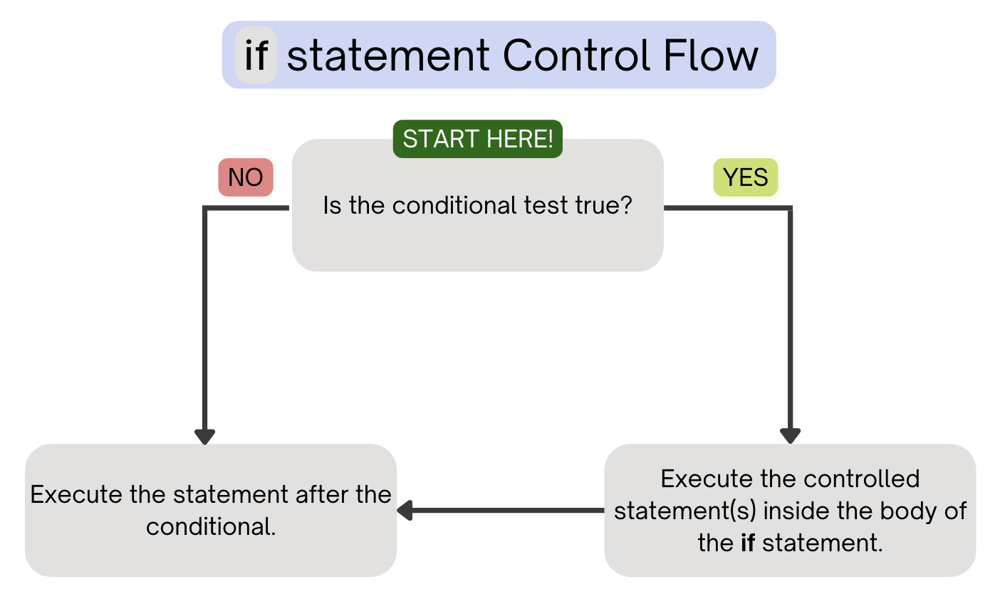 if statement Control Flow
START HERE!
NO
YES
Is the conditional test true?
Execute the statement after the
conditional.
Execute the controlled
statement(s) inside the body of
the if statement.